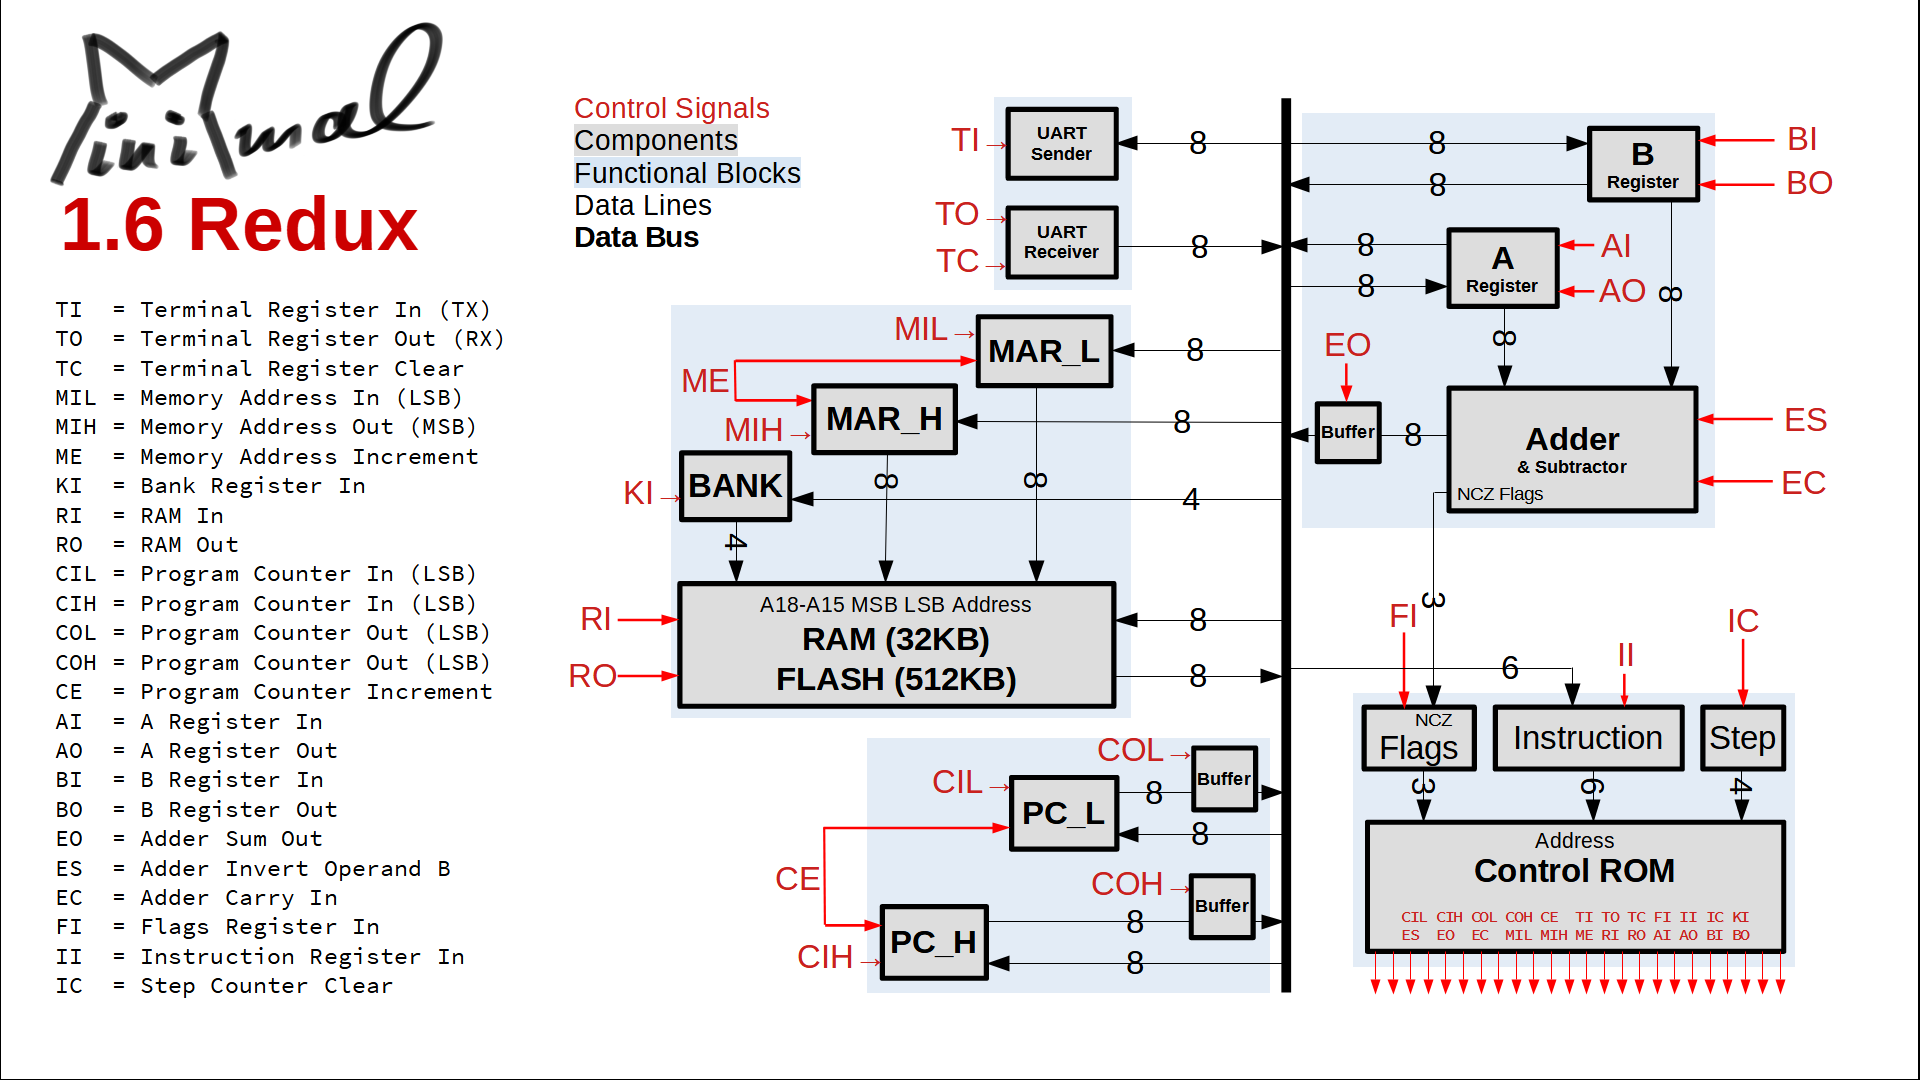 Minimal
1.6 Redux
TI = Terminal Register In (TX)
TO = Terminal Register Out (RX)
TC = Terminal Register Clear
MIL = Memory Address In (LSB)
MIH = Memory Address Out (MSB)
ME = Memory Address Increment
KI = Bank Register In
RI = RAM In
RO = RAM Out
CIL = Program Counter In (LSB)
CIH = Program Counter In (LSB)
COL = Program Counter Out (LSB)
COH = Program Counter Out (LSB)
CE = Program Counter Increment
AI = A Register In
AO = A Register Out
BI = B Register In
BO = B Register Out
EO = Adder Sum Out
ES = Adder Invert Operand B
EC = Adder Carry In
FI = Flags Register In
II = Instruction Register In
IC = Step Counter Clear
Control Signals
Components
Functional Blocks
Data Lines
Data Bus
TI
UART
Sender
8
TO
TC
UART
Receiver
8
MIL
MAR_L
8
ME
MIH
MAR_H
8
KI
BANK
4
4
8
8
RI
RO
A18-A15 MSB LSB Address
RAM (32KB)
FLASH (512KB)
8
8
COL
Buffer
CIL
PC_L
8
8
CE
COH
Buffer
CIH
PC_H
8
8
8
8
B
Register
BI
BO
8
8
A
Register
AI
AO
8
8
EO
Buffer
8
Adder
& Subtractor
NCZ Flags
ES
EC
3
6
FI
II
IC
NCZ
Flags
Instruction
Step
3
6
4
Address
Control ROM
CIL CIH COL COH CE TI TO TC FI II IC KI
ES EO EC MIL MIH ME RI RO AI AO BI BO